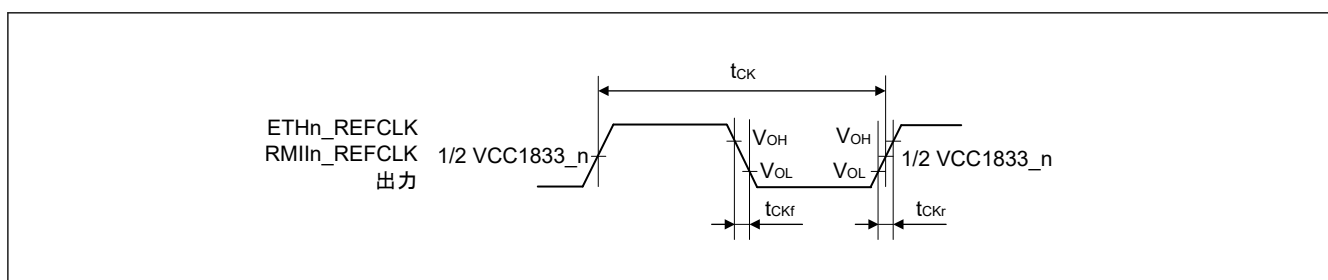 tCK
ETHn_REFCLK
RMIIn_REFCLK
出力
1/2 VCC1833_n
VOH
VOL
VOH
VOL
1/2 VCC1833_n
tCKf
tCKr